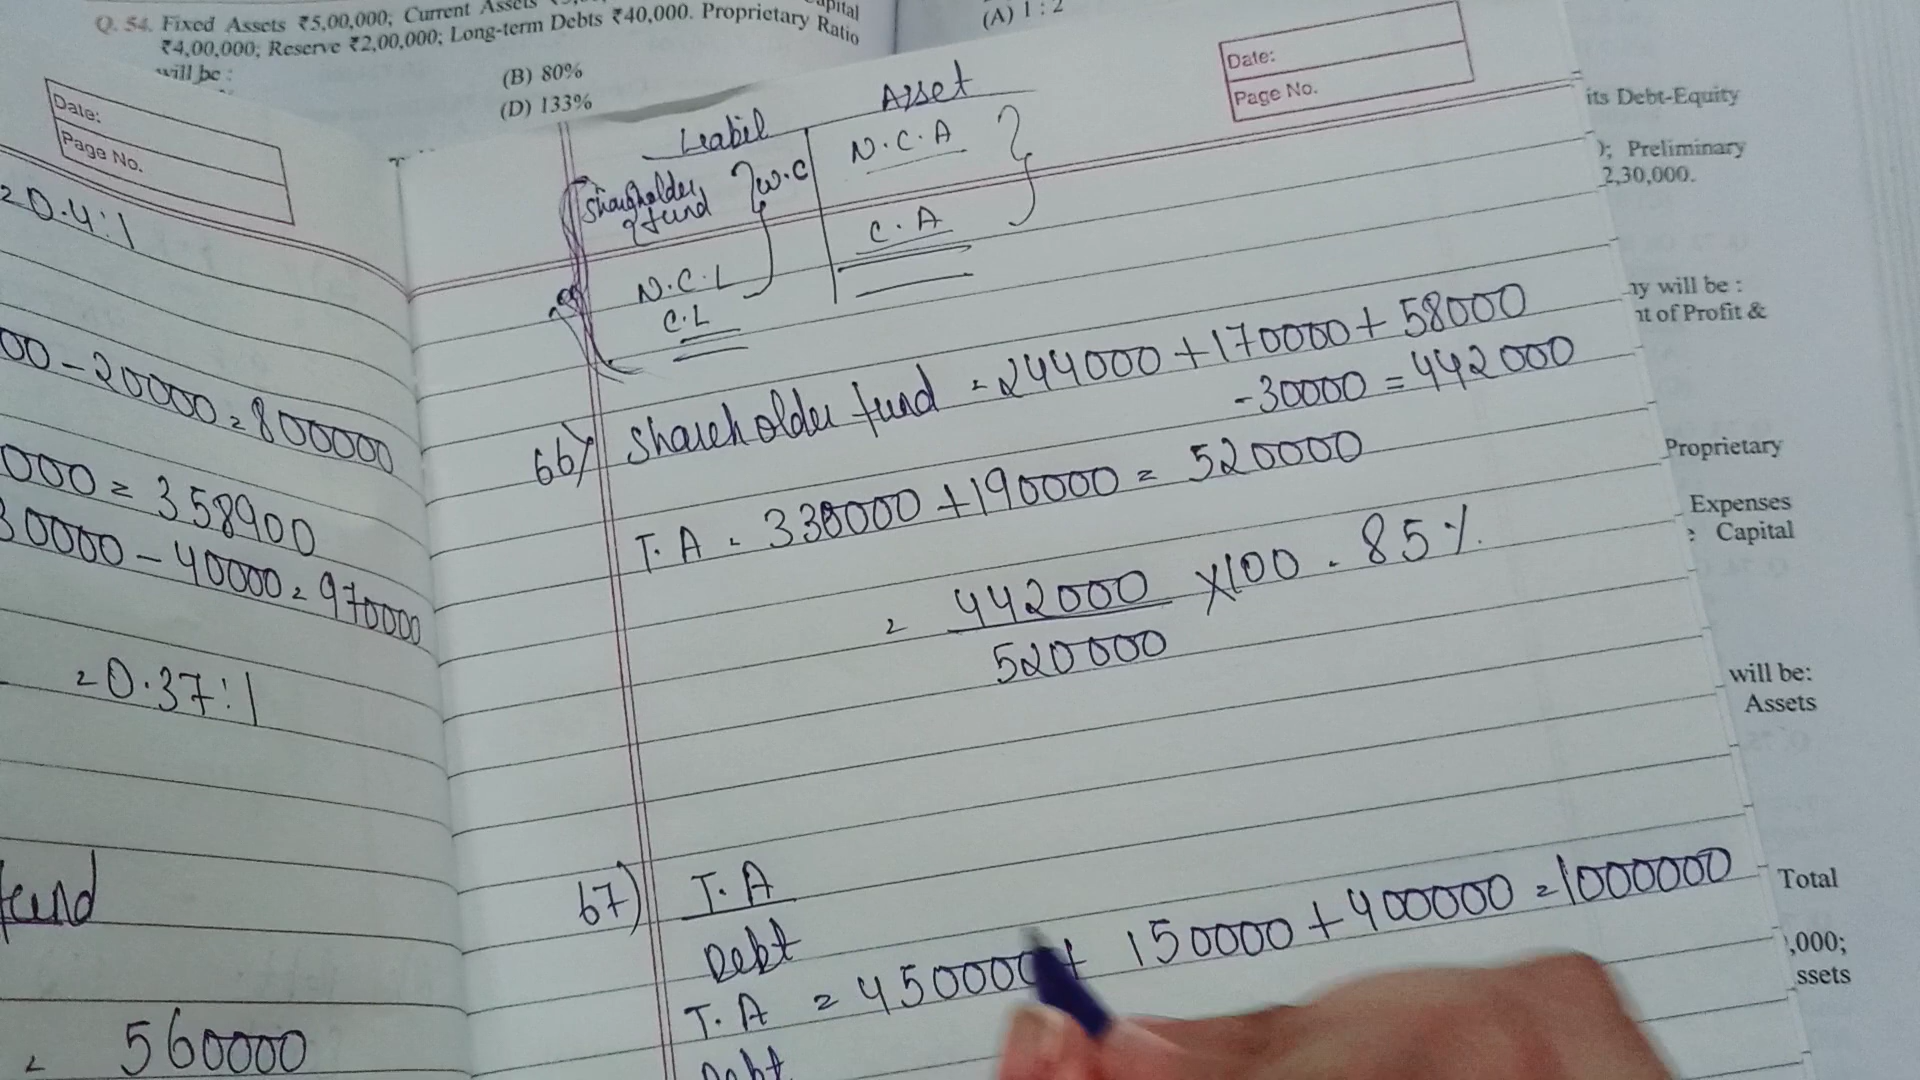 Q. 54. Fixed Assets ₹5,00,000; Current Assets
₹4,00,000; Reserve ₹2,00,000; Long-term Debts ₹40,000. Proprietary Ratio
will be :
(B) 80%
(D) 133%
(A) 1 : 2
Date:
Page No.
=0.4:1
00-20000=800000
000=358900
30000-40000=970000
=0.37:1
fund
= 560000
Date:
Page No.
Leabil Asset
Shareholder fund } W.C N.C.A
N.C.L C.A
C.L
66) Shareholder fund = 244000+170000+58000
-30000=442000
T.A = 330000+190000 = 520000
= 442000 ×100 = 85%
520000
67) T.A
Debt
T.A = 450000+ 150000+400000=1000000
Debt
its Debt-Equity
); Preliminary
2,30,000.
ny will be :
nt of Profit &
Proprietary
Expenses
: Capital
will be:
Assets
Total
,000;
ssets